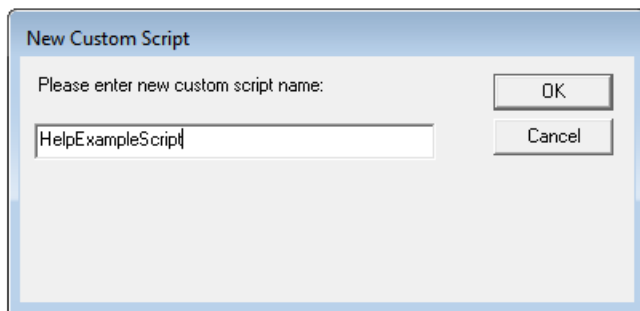 New Custom Script
Please enter new custom script name:
OK
HelpExampleScript
Cancel